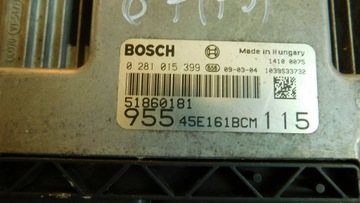 BOSCH
Made in Hungary
1410 0075
0 281 015 399 09-03-04 1039S33732
51860181
955 45E161BCM 115